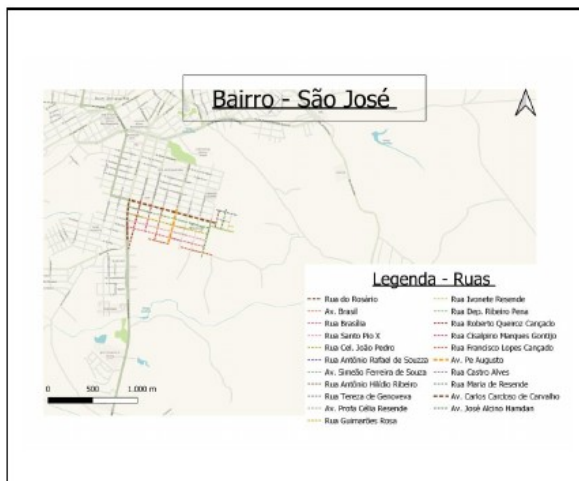 Bairro - São José
Legenda - Ruas
Rua do Rosário
Av. Brasil
Rua Brasília
Rua Santo Pio X
Rua Cel. João Pedro
Rua Antônio Rafael de Souzza
Av. Simeão Ferreira de Souza
Rua Antônio Hilídio Ribeiro
Rua Tereza de Genoveva
Av. Profa Célia Resende
Rua Guimarães Rosa
Rua Ivonete Resende
Rua Dep. Ribeiro Pena
Rua Roberto Queiroz Cançado
Rua Cisalpino Marques Gontijo
Rua Francisco Lopes Cançado
Av. Pe Augusto
Rua Castro Alves
Rua Maria de Resende
Av. Carlos Cardoso de Carvalho
Av. José Alcino Hamdan
0 500 1.000 m